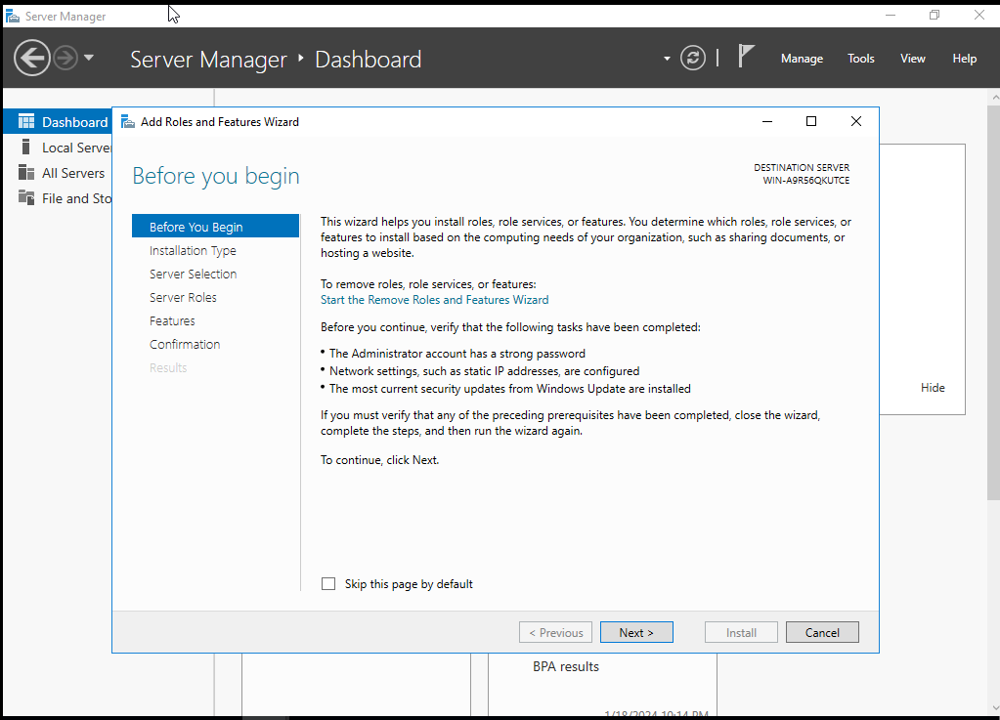 Server Manager
Server Manager
Dashboard
Manage
Tools
View
Help
Dashboard
Local Server
All Servers
File and Sto
Add Roles and Features Wizard
Before you begin
DESTINATION SERVER
WIN-A9R56QKUTCE
Before You Begin
Installation Type
Server Selection
Server Roles
Features
Confirmation
Results
This wizard helps you install roles, role services, or features. You determine which roles, role services, or
features to install based on the computing needs of your organization, such as sharing documents, or
hosting a website.
To remove roles, role services, or features:
Start the Remove Roles and Features Wizard
Before you continue, verify that the following tasks have been completed:
• The Administrator account has a strong password
• Network settings, such as static IP addresses, are configured
• The most current security updates from Windows Update are installed
If you must verify that any of the preceding prerequisites have been completed, close the wizard,
complete the steps, and then run the wizard again.
To continue, click Next.
Hide
Skip this page by default
< Previous
Next >
Install
Cancel
BPA results
1/18/2024 10:14 PM